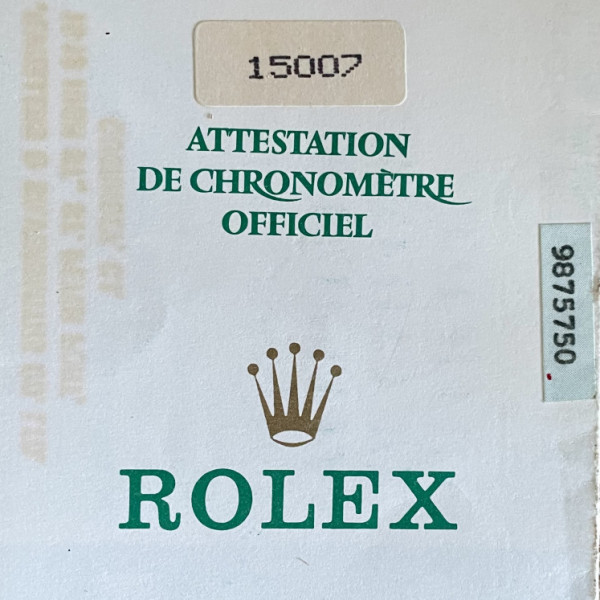 15007
ATTESTATION
DE CHRONOMÈTRE
OFFICIEL
9875750
ROLEX